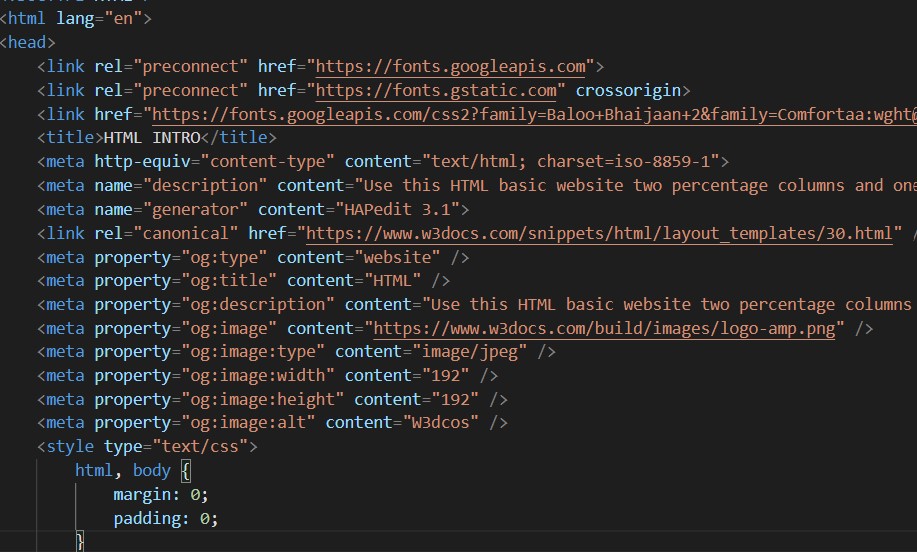 <html lang="en">
<head>
    <link rel="preconnect" href="https://fonts.googleapis.com">
    <link rel="preconnect" href="https://fonts.gstatic.com" crossorigin>
    <link href="https://fonts.googleapis.com/css2?family=Baloo+Bhaijaan+2&family=Comfortaa:wght@
    <title>HTML INTRO</title>
    <meta http-equiv="content-type" content="text/html; charset=iso-8859-1">
    <meta name="description" content="Use this HTML basic website two percentage columns and one
    <meta name="generator" content="HAPedit 3.1">
    <link rel="canonical" href="https://www.w3docs.com/snippets/html/layout_templates/30.html" /
    <meta property="og:type" content="website" />
    <meta property="og:title" content="HTML" />
    <meta property="og:description" content="Use this HTML basic website two percentage columns
    <meta property="og:image" content="https://www.w3docs.com/build/images/logo-amp.png" />
    <meta property="og:image:type" content="image/jpeg" />
    <meta property="og:image:width" content="192" />
    <meta property="og:image:height" content="192" />
    <meta property="og:image:alt" content="W3dcos" />
    <style type="text/css">
        html, body {
            margin: 0;
            padding: 0;
        }